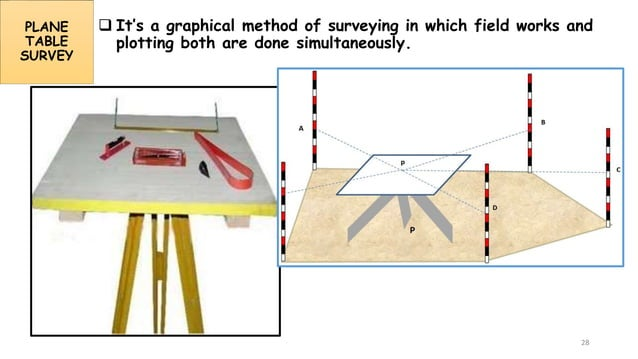 PLANE
TABLE
SURVEY
It's a graphical method of surveying in which field works and
plotting both are done simultaneously.
A
B
P
C
D
P
28